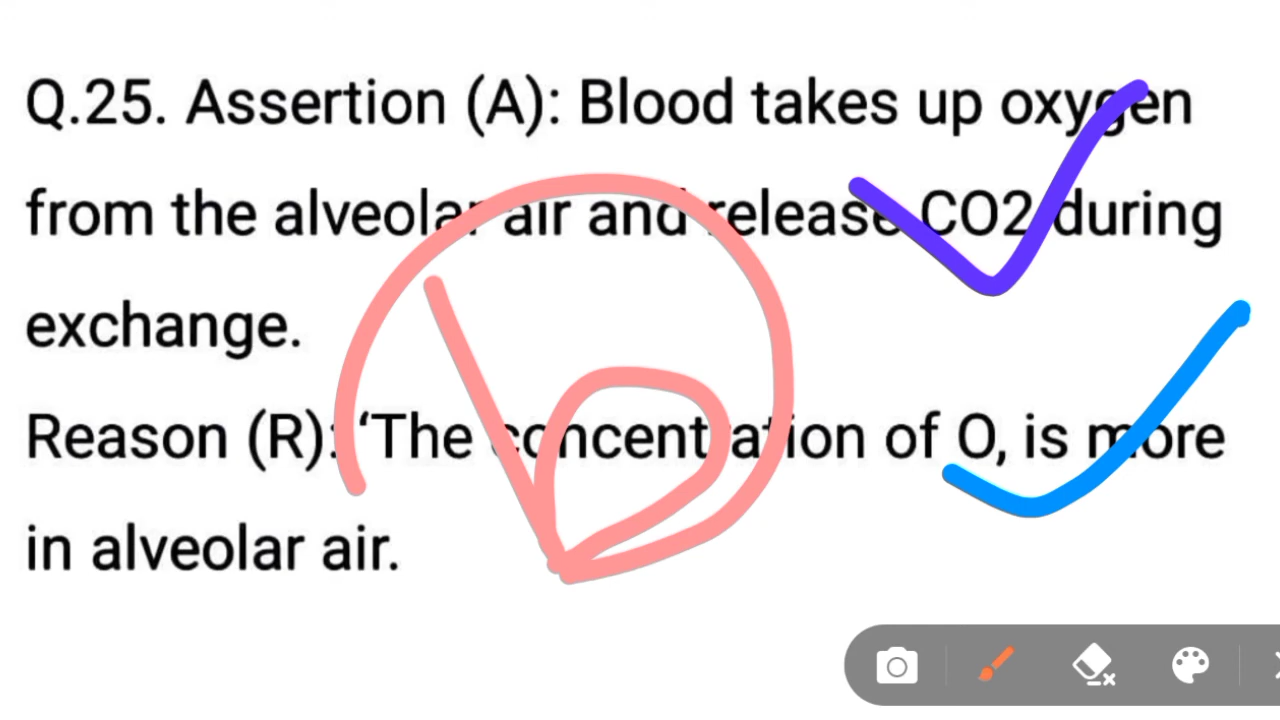 Q.25. Assertion (A): Blood takes up oxygen
from the alveolar air and release CO2 during
exchange.
Reason (R): ‘The concentration of O, is more
in alveolar air.